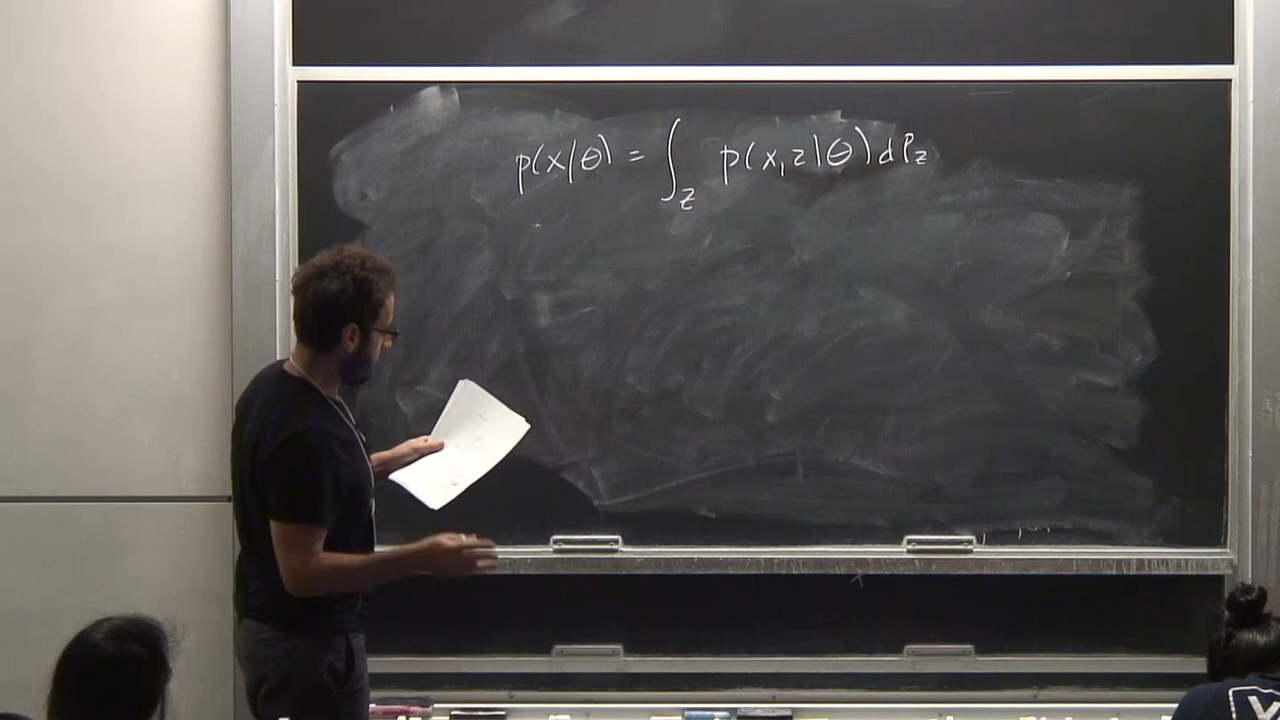 p(x|θ) = ∫_Z p(x,z|θ) dP_z